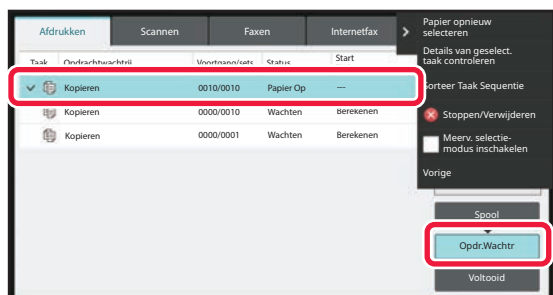 Afdrukken Scannen Faxen Internetfax
Taak Opdrachtwachtrij Voortgang/sets Status Start
Kopieren 0010/0010 Papier Op ---
Kopieren 0000/0010 Wachten Berekenen
Kopieren 0000/0001 Wachten Berekenen
Papier opnieuw
selecteren
Details van geselect.
taak controleren
Sorteer Taak Sequentie
Stoppen/Verwijderen
Meerv. selectie-
modus inschakelen
Vorige
Spool
Opdr.Wachtr
Voltooid